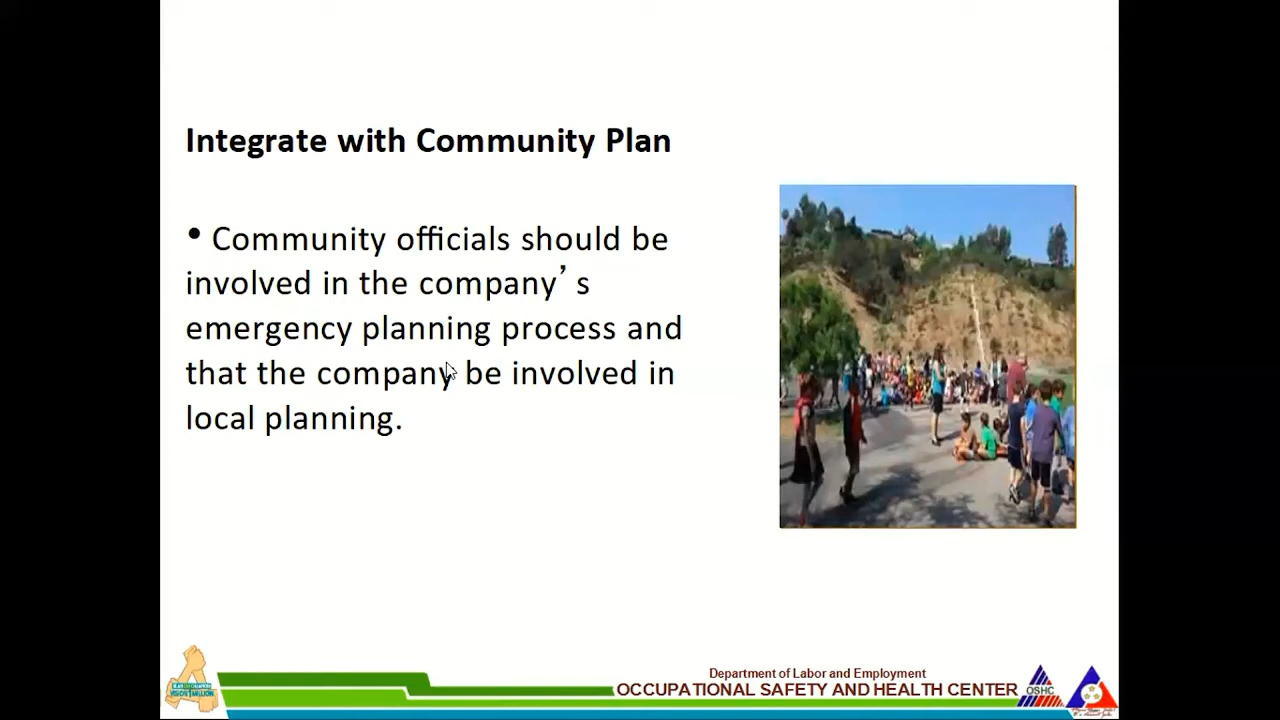 Integrate with Community Plan
• Community officials should be
involved in the company’s
emergency planning process and
that the company be involved in
local planning.
Department of Labor and Employment
OCCUPATIONAL SAFETY AND HEALTH CENTER
OSHC